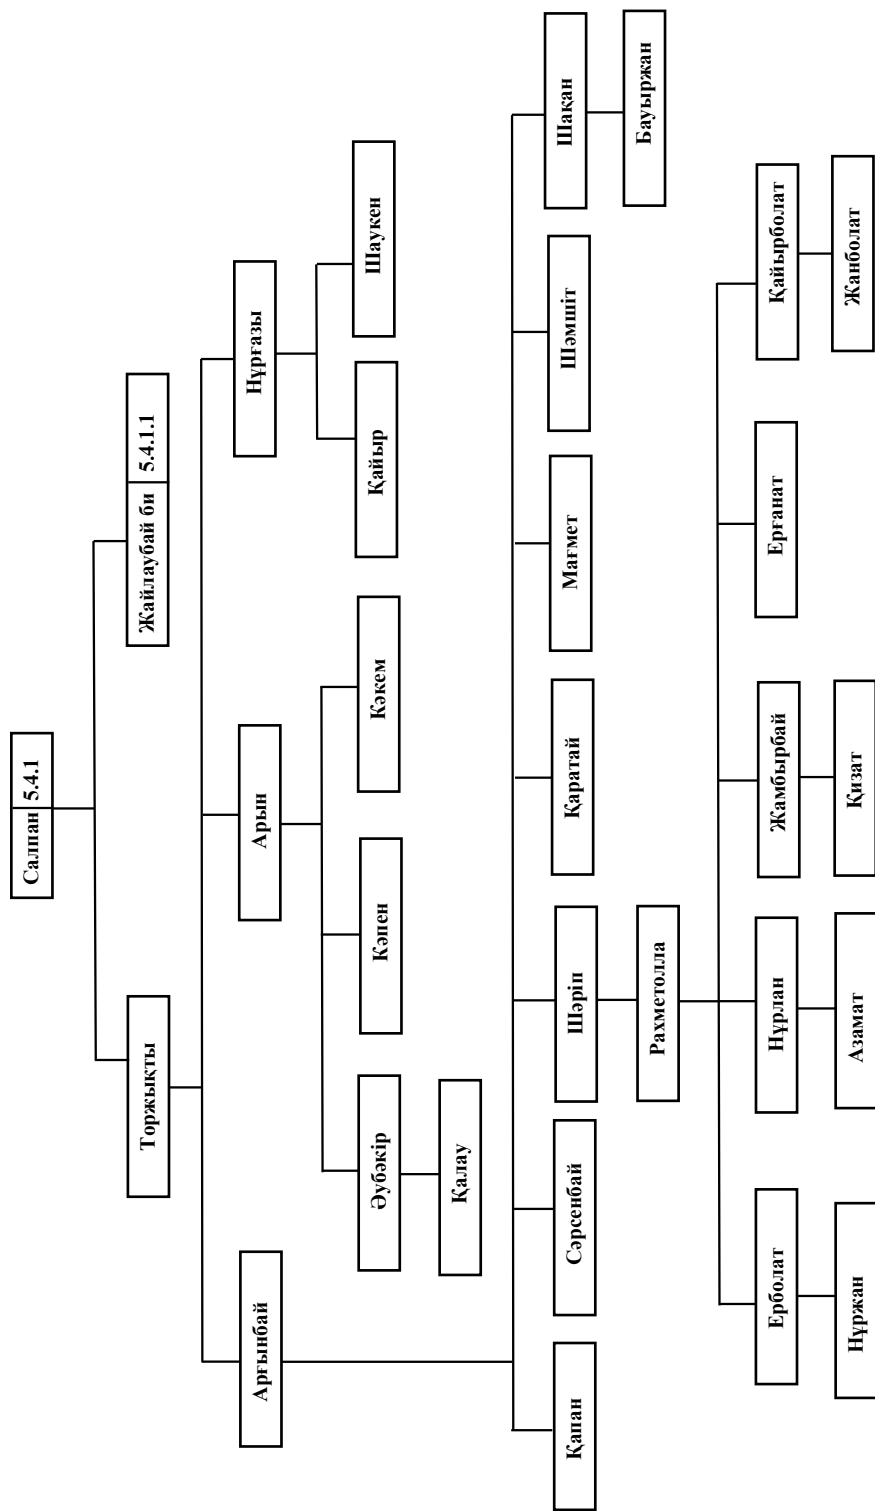 Салпан 5.4.1
Торжықты
Жайлаубай би 5.4.1.1
Арғынбай
Арын
Нұрғазы
Әубәкір
Кәпен
Кәкем
Қайыр
Шаукен
Қалау
Қапан
Сәрсенбай
Шәріп
Қаратай
Мағмет
Шәмшіт
Шақан
Рахметолла
Бауыржан
Ерболат
Нұрлан
Жамбырбай
Ерғанат
Қайырболат
Нұржан
Азамат
Қизат
Жанболат